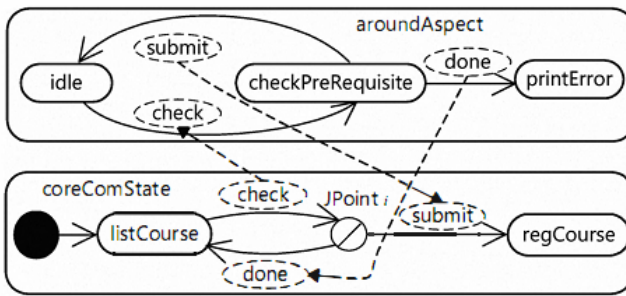 aroundAspect
submit
done
idle
checkPreRequisite
printError
check
coreComState
check
JPoint i
submit
listCourse
regCourse
done